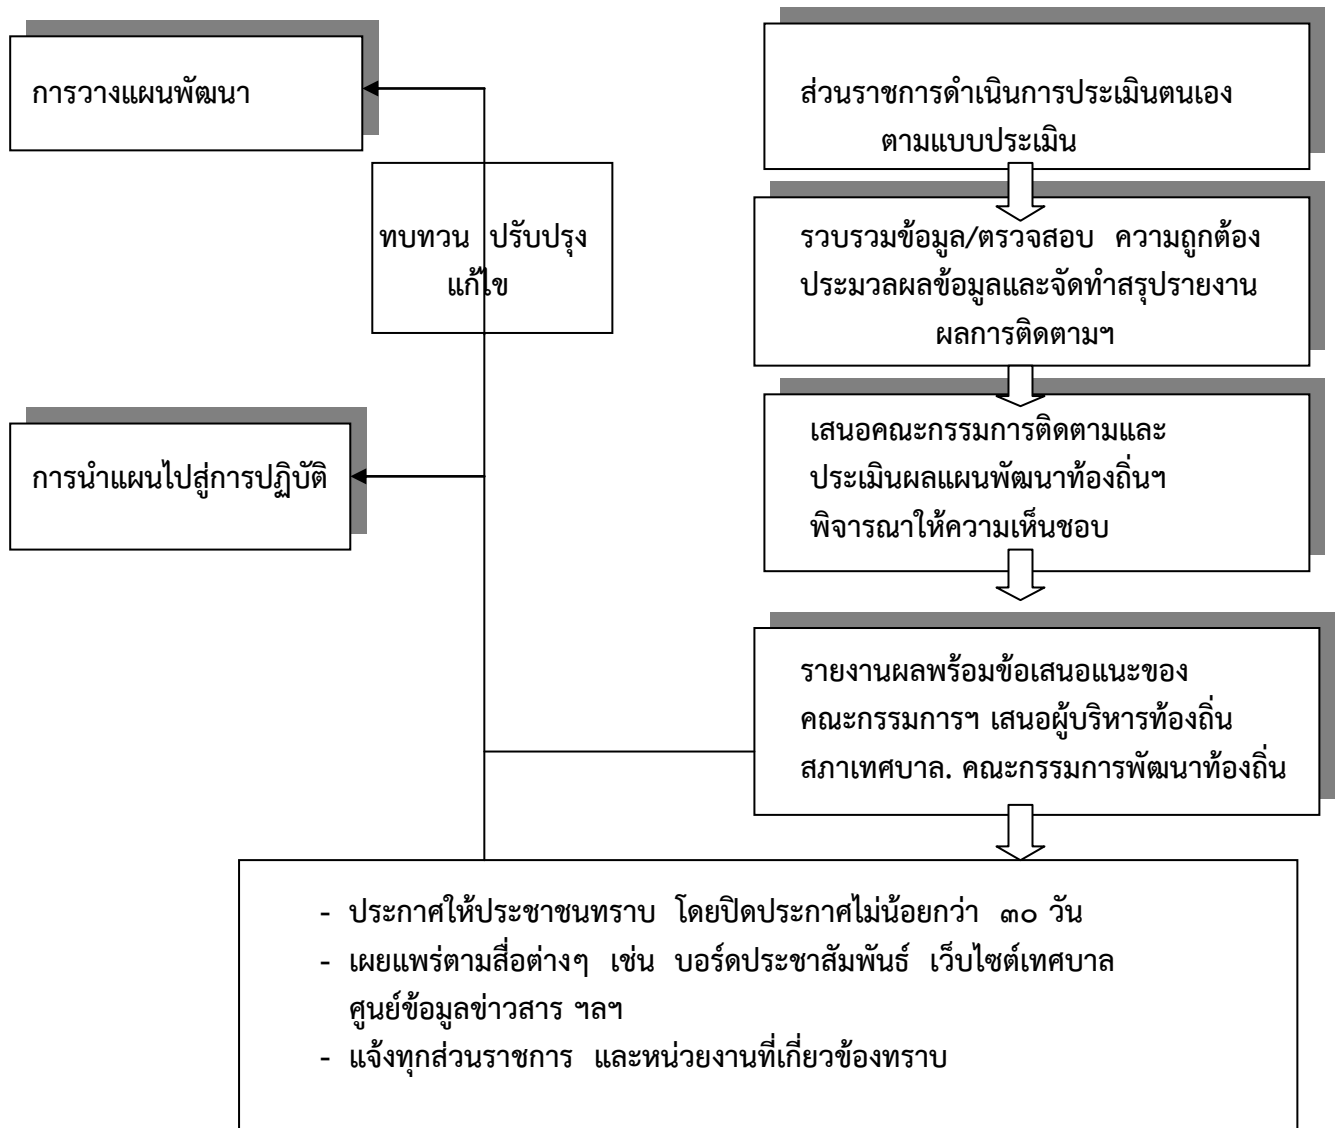 การวางแผนพัฒนา
ทบทวน ปรับปรุง
แก้ไข
การนำแผนไปสู่การปฏิบัติ
ส่วนราชการดำเนินการประเมินตนเอง
ตามแบบประเมิน
รวบรวมข้อมูล/ตรวจสอบ ความถูกต้อง
ประมวลผลข้อมูลและจัดทำสรุปรายงาน
ผลการติดตามฯ
เสนอคณะกรรมการติดตามและ
ประเมินผลแผนพัฒนาท้องถิ่นฯ
พิจารณาให้ความเห็นชอบ
รายงานผลพร้อมข้อเสนอแนะของ
คณะกรรมการฯ เสนอผู้บริหารท้องถิ่น
สภาเทศบาล. คณะกรรมการพัฒนาท้องถิ่น
- ประกาศให้ประชาชนทราบ โดยปิดประกาศไม่น้อยกว่า ๓๐ วัน
- เผยแพร่ตามสื่อต่างๆ เช่น บอร์ดประชาสัมพันธ์ เว็บไซต์เทศบาล
ศูนย์ข้อมูลข่าวสาร ฯลฯ
- แจ้งทุกส่วนราชการ และหน่วยงานที่เกี่ยวข้องทราบ